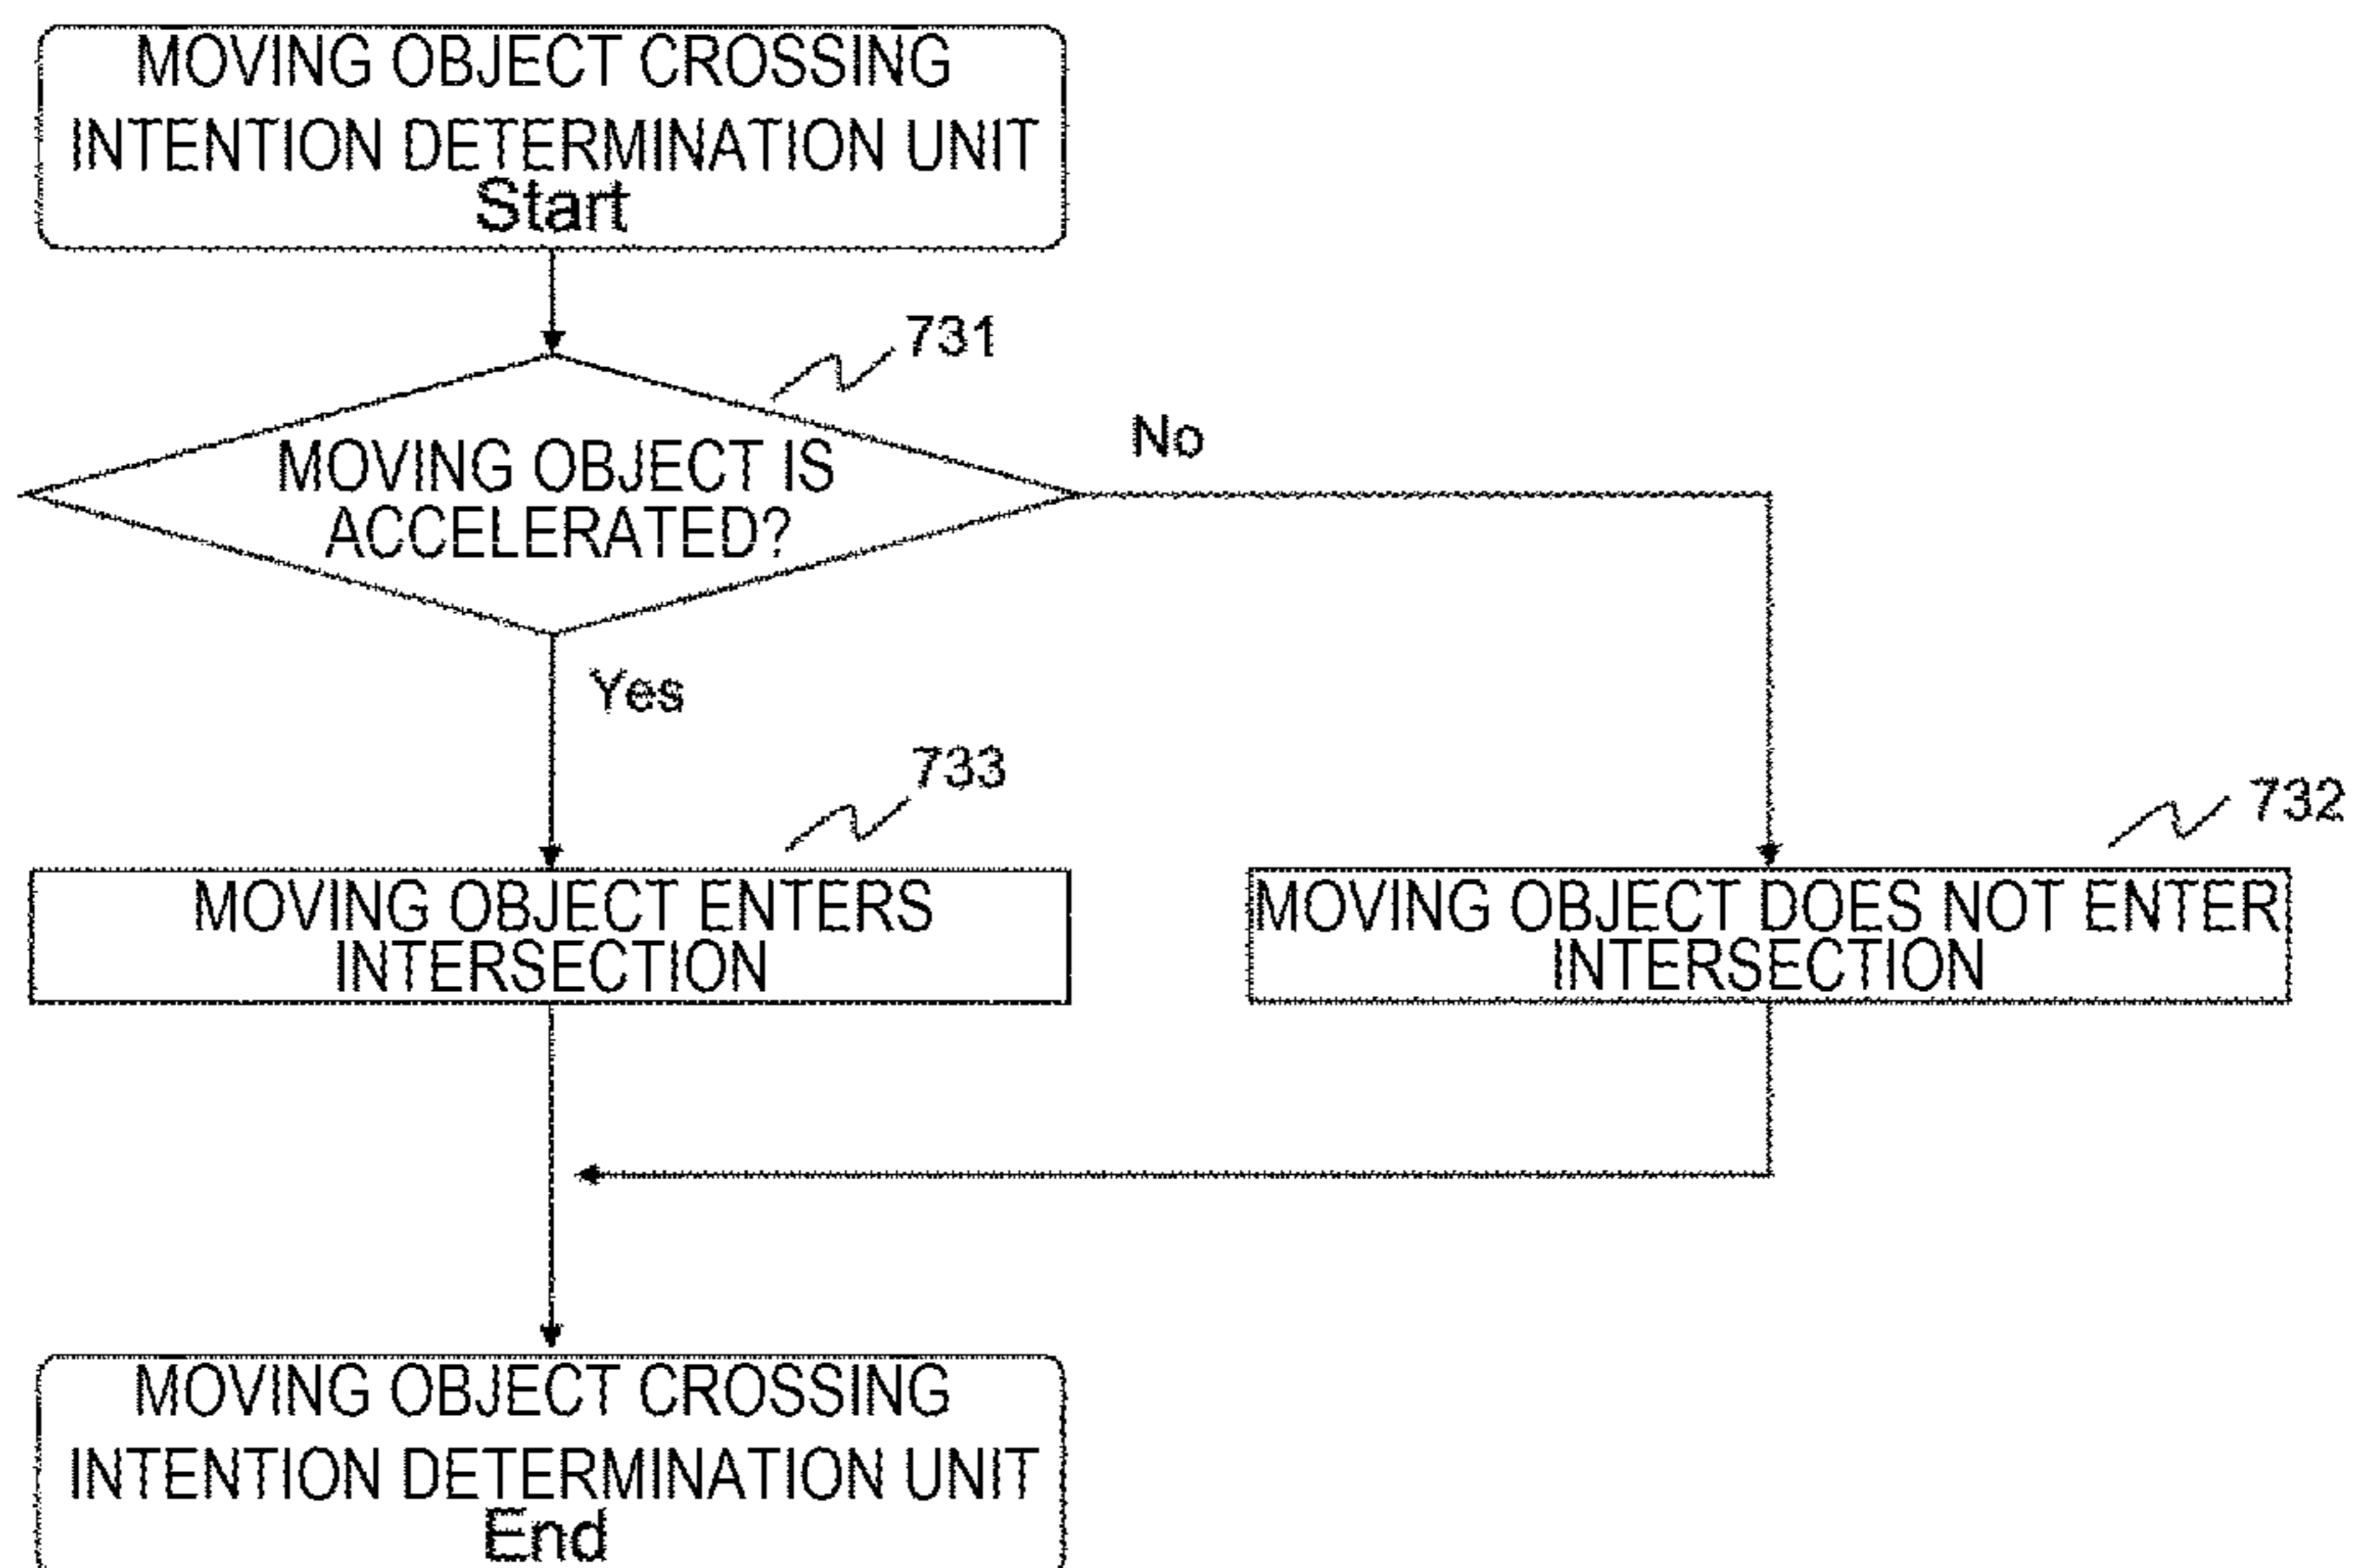 MOVING OBJECT CROSSING
INTENTION DETERMINATION UNIT
Start
731
No
MOVING OBJECT IS
ACCELERATED?
Yes
733
732
MOVING OBJECT ENTERS
INTERSECTION
MOVING OBJECT DOES NOT ENTER
INTERSECTION
MOVING OBJECT CROSSING
INTENTION DETERMINATION UNIT
End